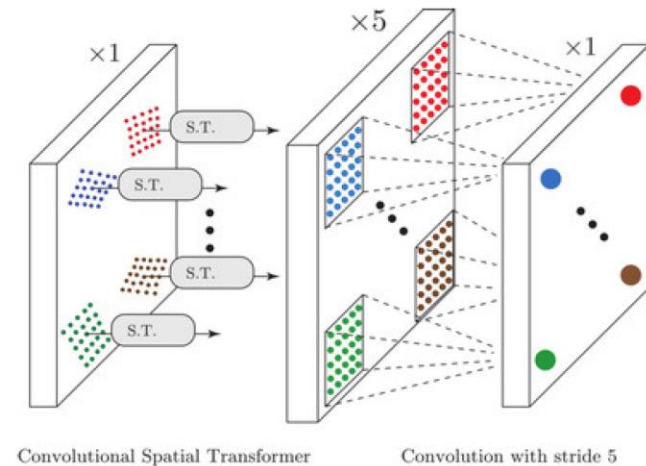 ×1
×5
×1
S.T.
S.T.
S.T.
S.T.
Convolutional Spatial Transformer
Convolution with stride 5